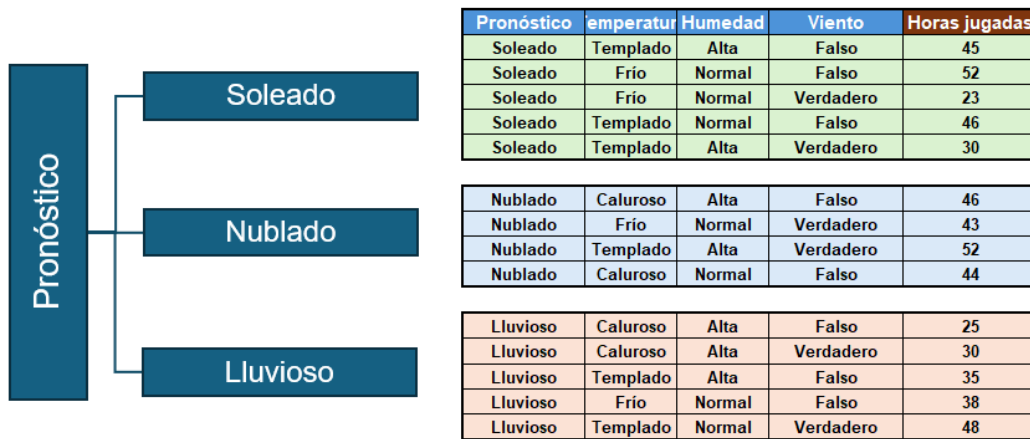 Pronóstico
Soleado
Nublado
Lluvioso
Pronóstico emperatur Humedad Viento Horas jugadas
Soleado Templado Alta Falso 45
Soleado Frío Normal Falso 52
Soleado Frío Normal Verdadero 23
Soleado Templado Normal Falso 46
Soleado Templado Alta Verdadero 30
Nublado Caluroso Alta Falso 46
Nublado Frío Normal Verdadero 43
Nublado Templado Alta Verdadero 52
Nublado Caluroso Normal Falso 44
Lluvioso Caluroso Alta Falso 25
Lluvioso Caluroso Alta Verdadero 30
Lluvioso Templado Alta Falso 35
Lluvioso Frío Normal Falso 38
Lluvioso Templado Normal Verdadero 48